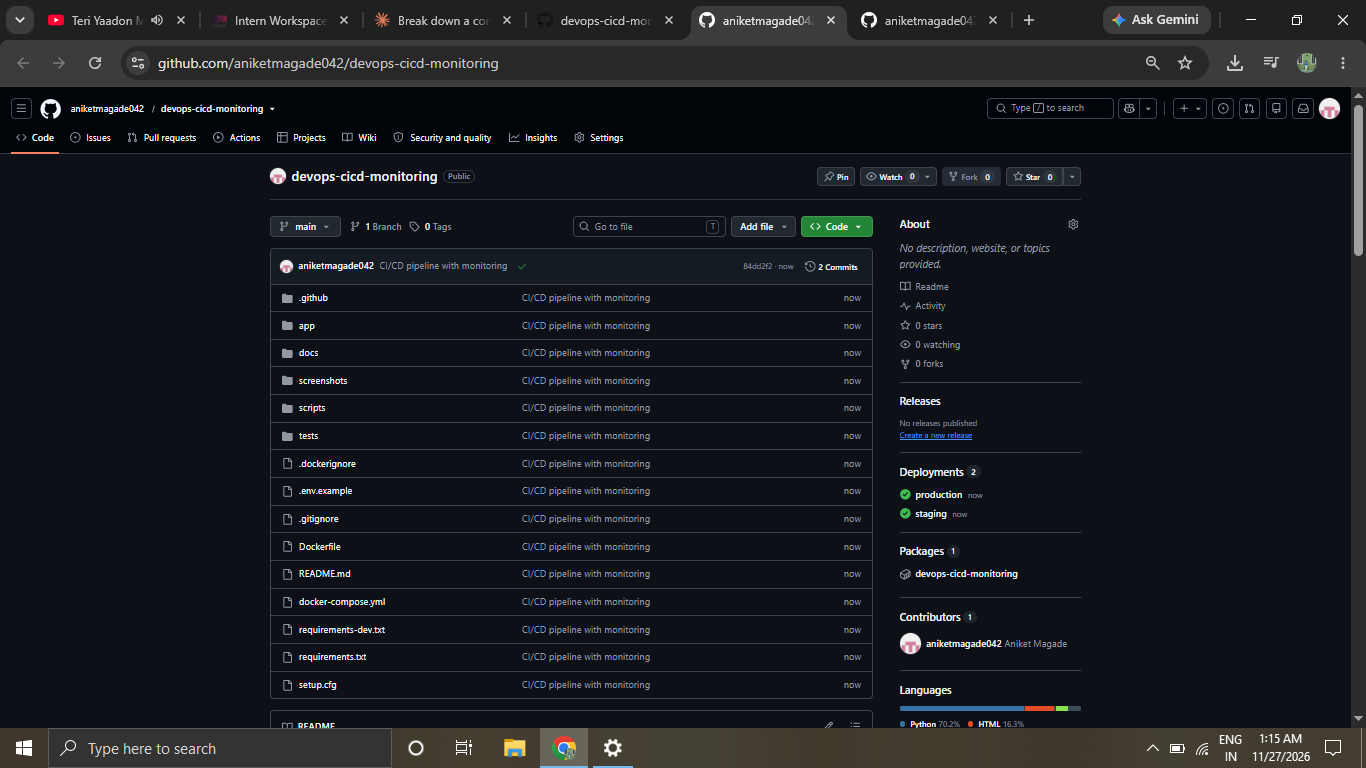 Teri Yaadon M
Intern Workspace
Break down a cor
devops-cicd-mor
aniketmagade042
aniketmagade042
Ask Gemini
github.com/aniketmagade042/devops-cicd-monitoring
aniketmagade042 / devops-cicd-monitoring
Type / to search
Code Issues Pull requests Actions Projects Wiki Security and quality Insights Settings
devops-cicd-monitoring Public
Pin Watch 0 Fork 0 Star 0
main 1 Branch 0 Tags Go to file T Add file Code
aniketmagade042 CI/CD pipeline with monitoring 84dd2f2 · now 2 Commits
.github CI/CD pipeline with monitoring now
app CI/CD pipeline with monitoring now
docs CI/CD pipeline with monitoring now
screenshots CI/CD pipeline with monitoring now
scripts CI/CD pipeline with monitoring now
tests CI/CD pipeline with monitoring now
.dockerignore CI/CD pipeline with monitoring now
.env.example CI/CD pipeline with monitoring now
.gitignore CI/CD pipeline with monitoring now
Dockerfile CI/CD pipeline with monitoring now
README.md CI/CD pipeline with monitoring now
docker-compose.yml CI/CD pipeline with monitoring now
requirements-dev.txt CI/CD pipeline with monitoring now
requirements.txt CI/CD pipeline with monitoring now
setup.cfg CI/CD pipeline with monitoring now
README
About
No description, website, or topics
provided.
Readme
Activity
0 stars
0 watching
0 forks
Releases
No releases published
Create a new release
Deployments 2
production now
staging now
Packages 1
devops-cicd-monitoring
Contributors 1
aniketmagade042 Aniket Magade
Languages
Python 70.2% HTML 16.3%
Type here to search
ENG
IN
1:15 AM
11/27/2026